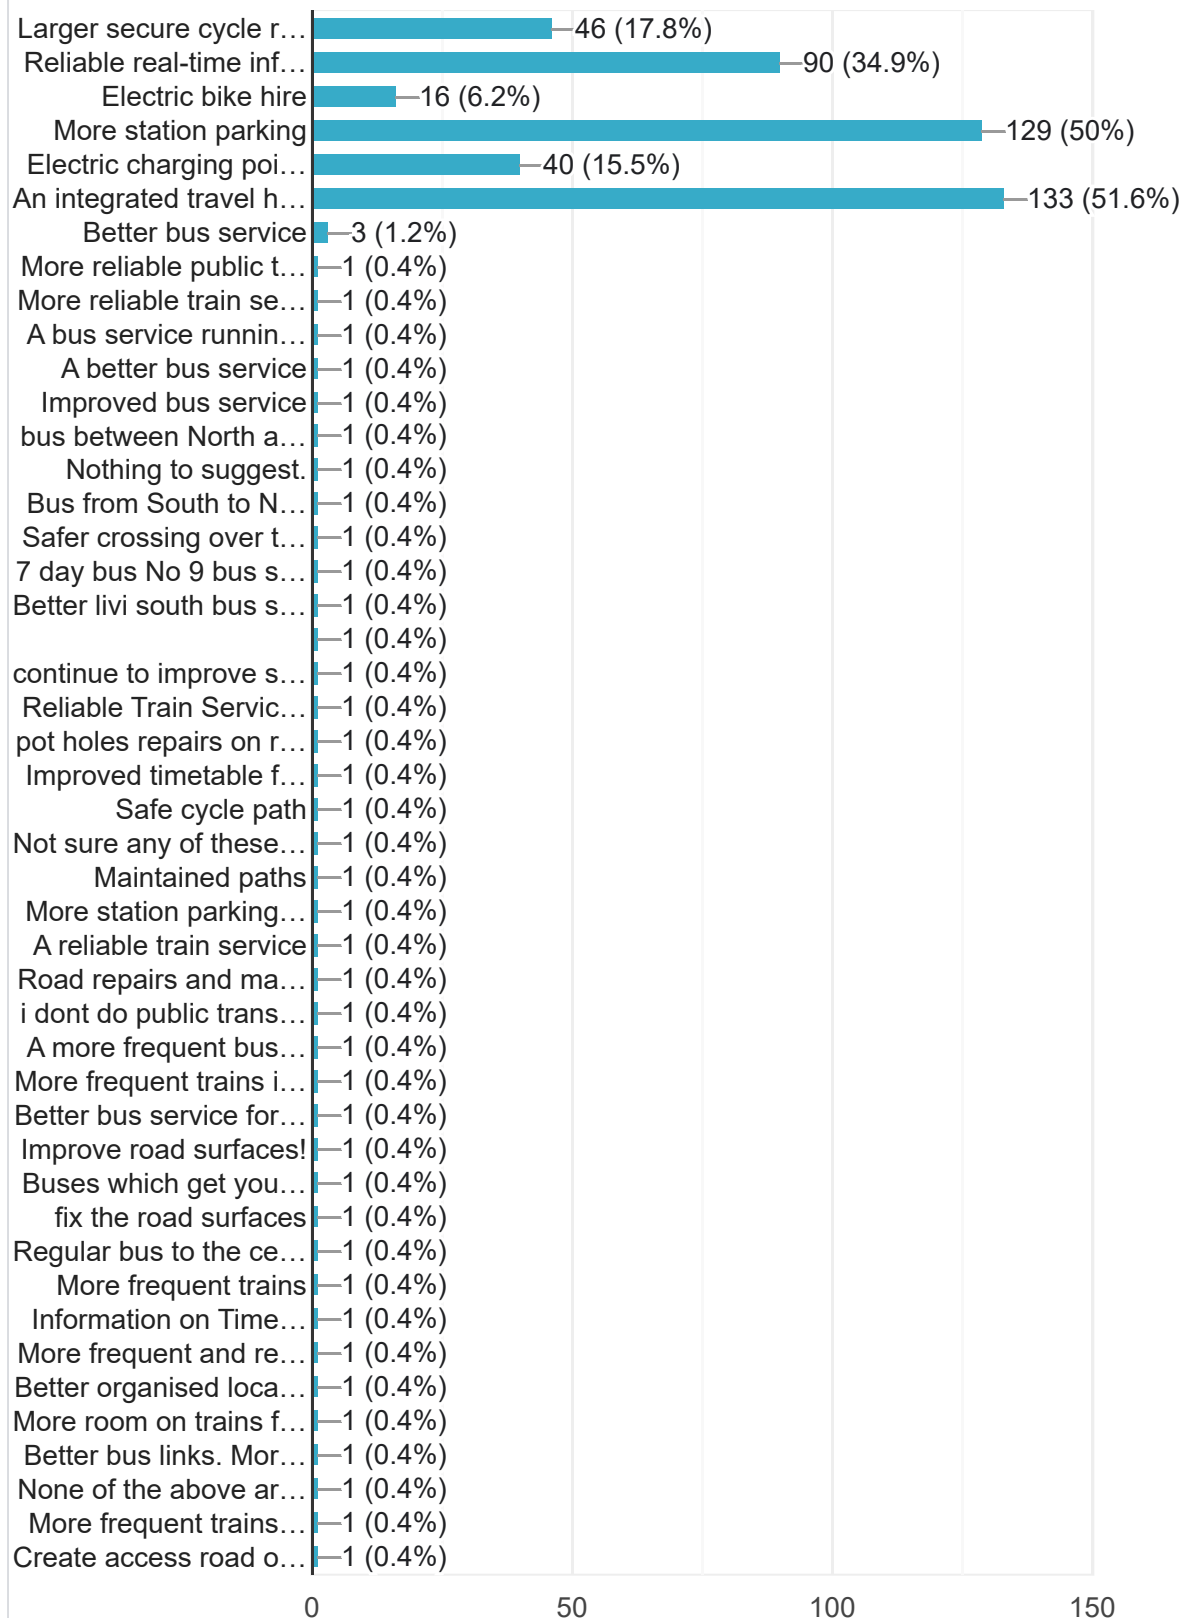 Larger secure cycle r… 46 (17.8%)
Reliable real-time inf… 90 (34.9%)
Electric bike hire 16 (6.2%)
More station parking 129 (50%)
Electric charging poi… 40 (15.5%)
An integrated travel h… 133 (51.6%)
Better bus service 3 (1.2%)
More reliable public t… 1 (0.4%)
More reliable train se… 1 (0.4%)
A bus service runnin… 1 (0.4%)
A better bus service 1 (0.4%)
Improved bus service 1 (0.4%)
bus between North a… 1 (0.4%)
Nothing to suggest. 1 (0.4%)
Bus from South to N… 1 (0.4%)
Safer crossing over t… 1 (0.4%)
7 day bus No 9 bus s… 1 (0.4%)
Better livi south bus s… 1 (0.4%)
1 (0.4%)
continue to improve s… 1 (0.4%)
Reliable Train Servic… 1 (0.4%)
pot holes repairs on r… 1 (0.4%)
Improved timetable f… 1 (0.4%)
Safe cycle path 1 (0.4%)
Not sure any of these… 1 (0.4%)
Maintained paths 1 (0.4%)
More station parking… 1 (0.4%)
A reliable train service 1 (0.4%)
Road repairs and ma… 1 (0.4%)
i dont do public trans… 1 (0.4%)
A more frequent bus… 1 (0.4%)
More frequent trains i… 1 (0.4%)
Better bus service for… 1 (0.4%)
Improve road surfaces! 1 (0.4%)
Buses which get you… 1 (0.4%)
fix the road surfaces 1 (0.4%)
Regular bus to the ce… 1 (0.4%)
More frequent trains 1 (0.4%)
Information on Time… 1 (0.4%)
More frequent and re… 1 (0.4%)
Better organised loca… 1 (0.4%)
More room on trains f… 1 (0.4%)
Better bus links. Mor… 1 (0.4%)
None of the above ar… 1 (0.4%)
More frequent trains… 1 (0.4%)
Create access road o… 1 (0.4%)
0 50 100 150